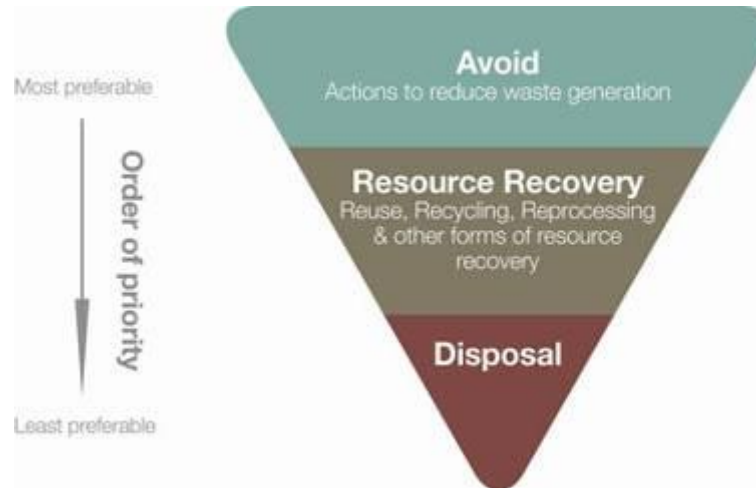 Most preferable
Order of priority
Least preferable
Avoid
Actions to reduce waste generation
Resource Recovery
Reuse, Recycling, Reprocessing
& other forms of resource
recovery
Disposal